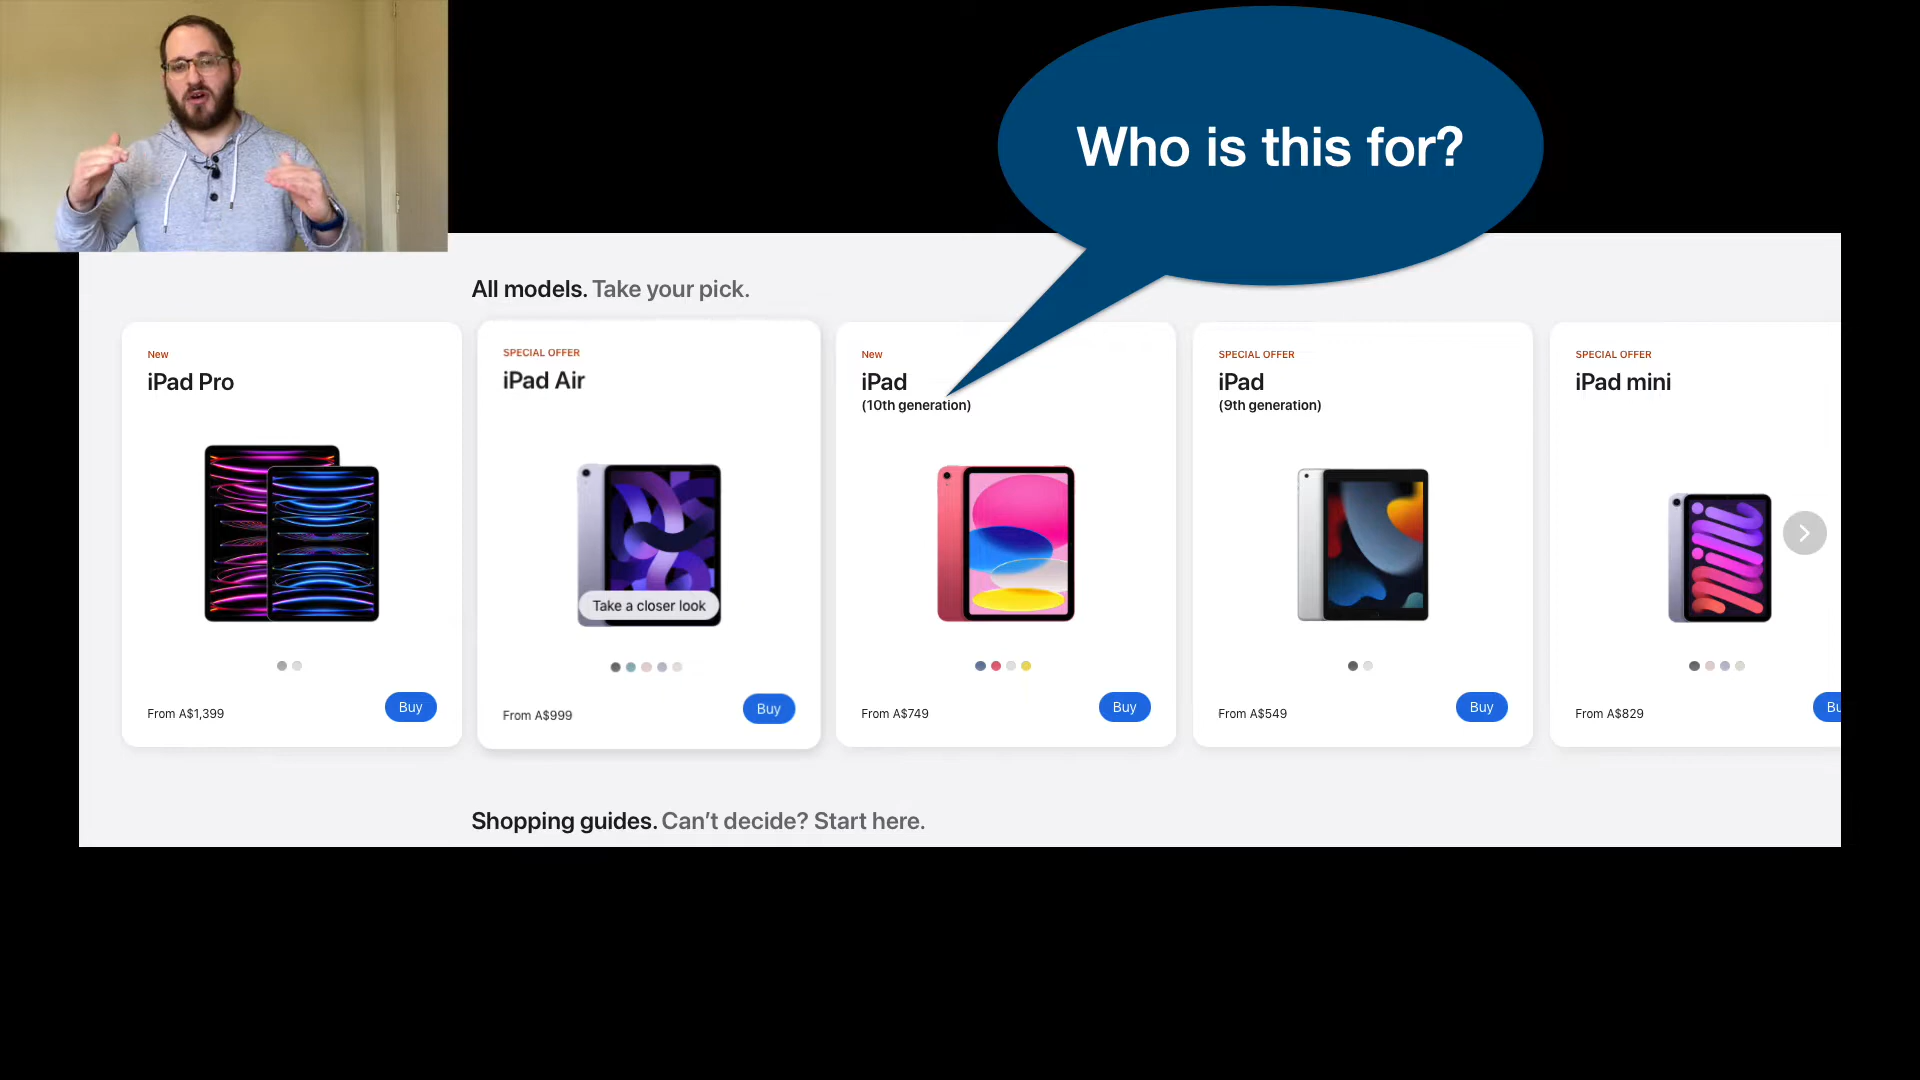 Who is this for?
All models. Take your pick.
New
iPad Pro
From A$1,399
Buy
SPECIAL OFFER
iPad Air
Take a closer look
From A$999
Buy
New
iPad
(10th generation)
From A$749
Buy
SPECIAL OFFER
iPad
(9th generation)
From A$549
Buy
SPECIAL OFFER
iPad mini
From A$829
Bu
Shopping guides. Can't decide? Start here.